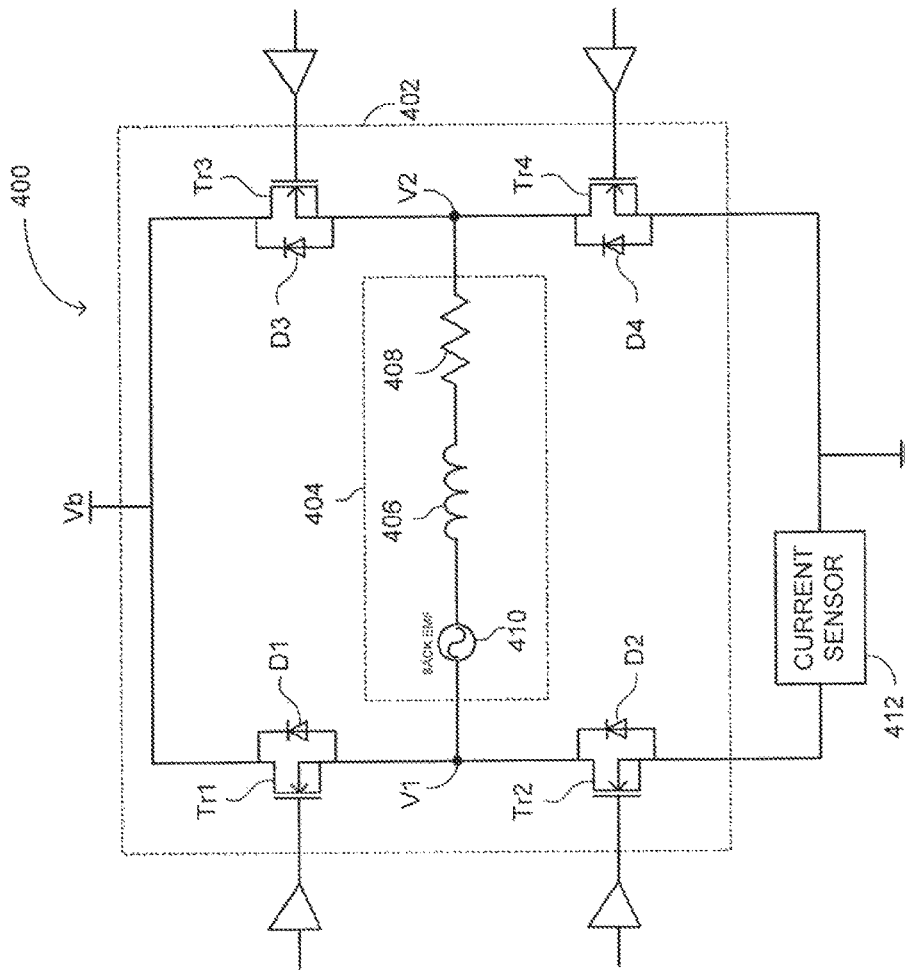 400
402
Vb
Tr1
D1
D3
Tr3
404
BACK EMF
410
406
408
V1
V2
Tr2
D2
D4
Tr4
CURRENT
SENSOR
412